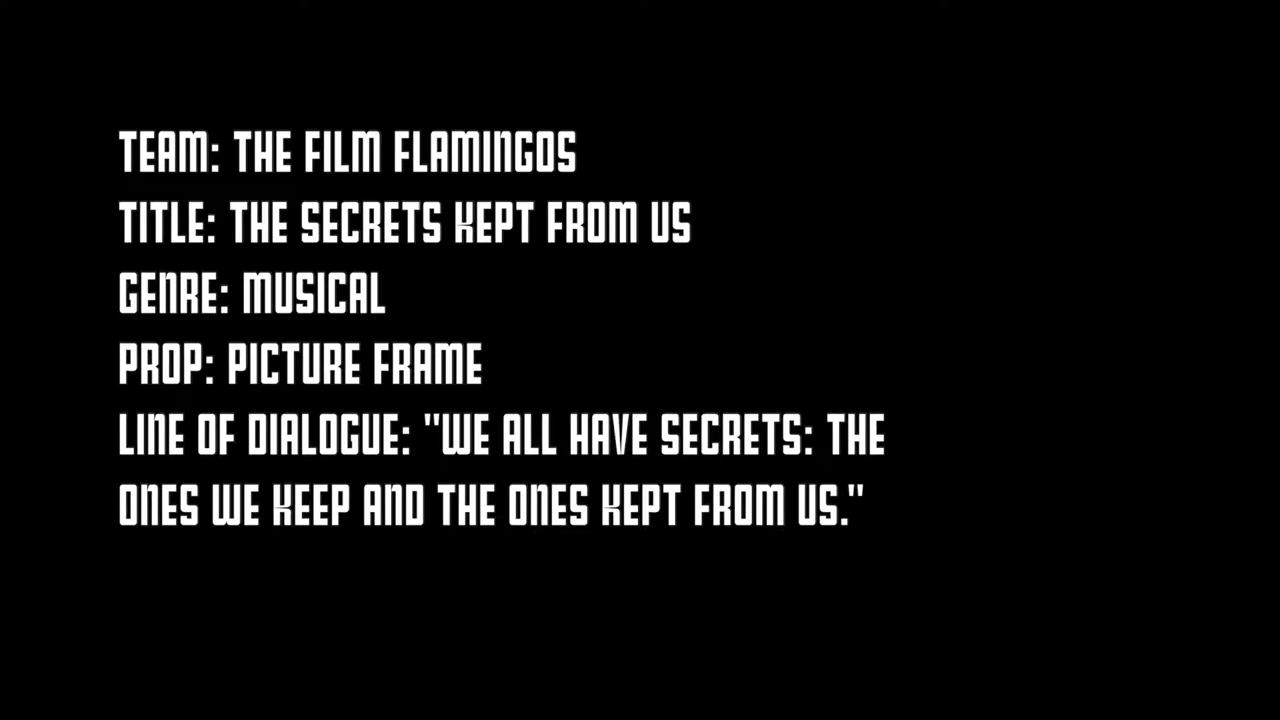 TEAM: THE FILM FLAMINGOS
TITLE: THE SECRETS KEPT FROM US
GENRE: MUSICAL
PROP: PICTURE FRAME
LINE OF DIALOGUE: "WE ALL HAVE SECRETS: THE
ONES WE KEEP AND THE ONES KEPT FROM US."